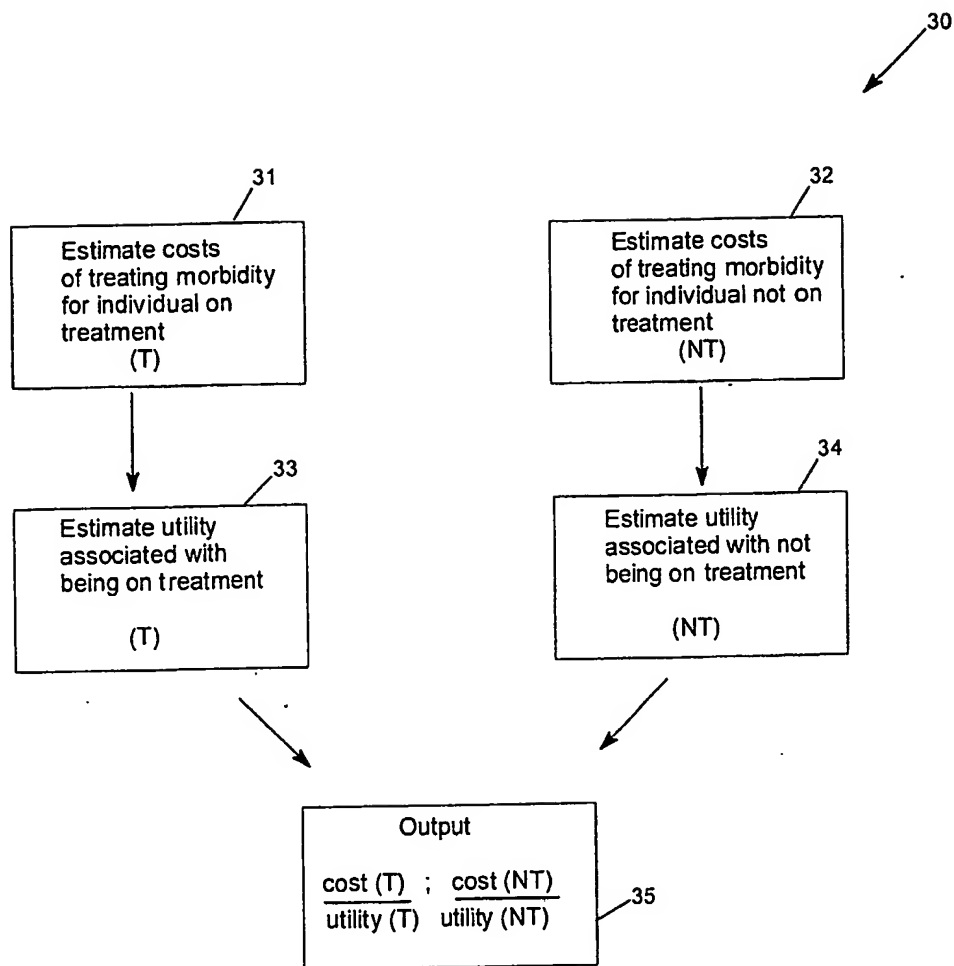 30
31
Estimate costs
of treating morbidity
for individual on
treatment
(T)
32
Estimate costs
of treating morbidity
for individual not on
treatment
(NT)
33
Estimate utility
associated with
being on treatment
(T)
34
Estimate utility
associated with not
being on treatment
(NT)
Output
cost (T) ; cost (NT)
utility (T) utility (NT)
35